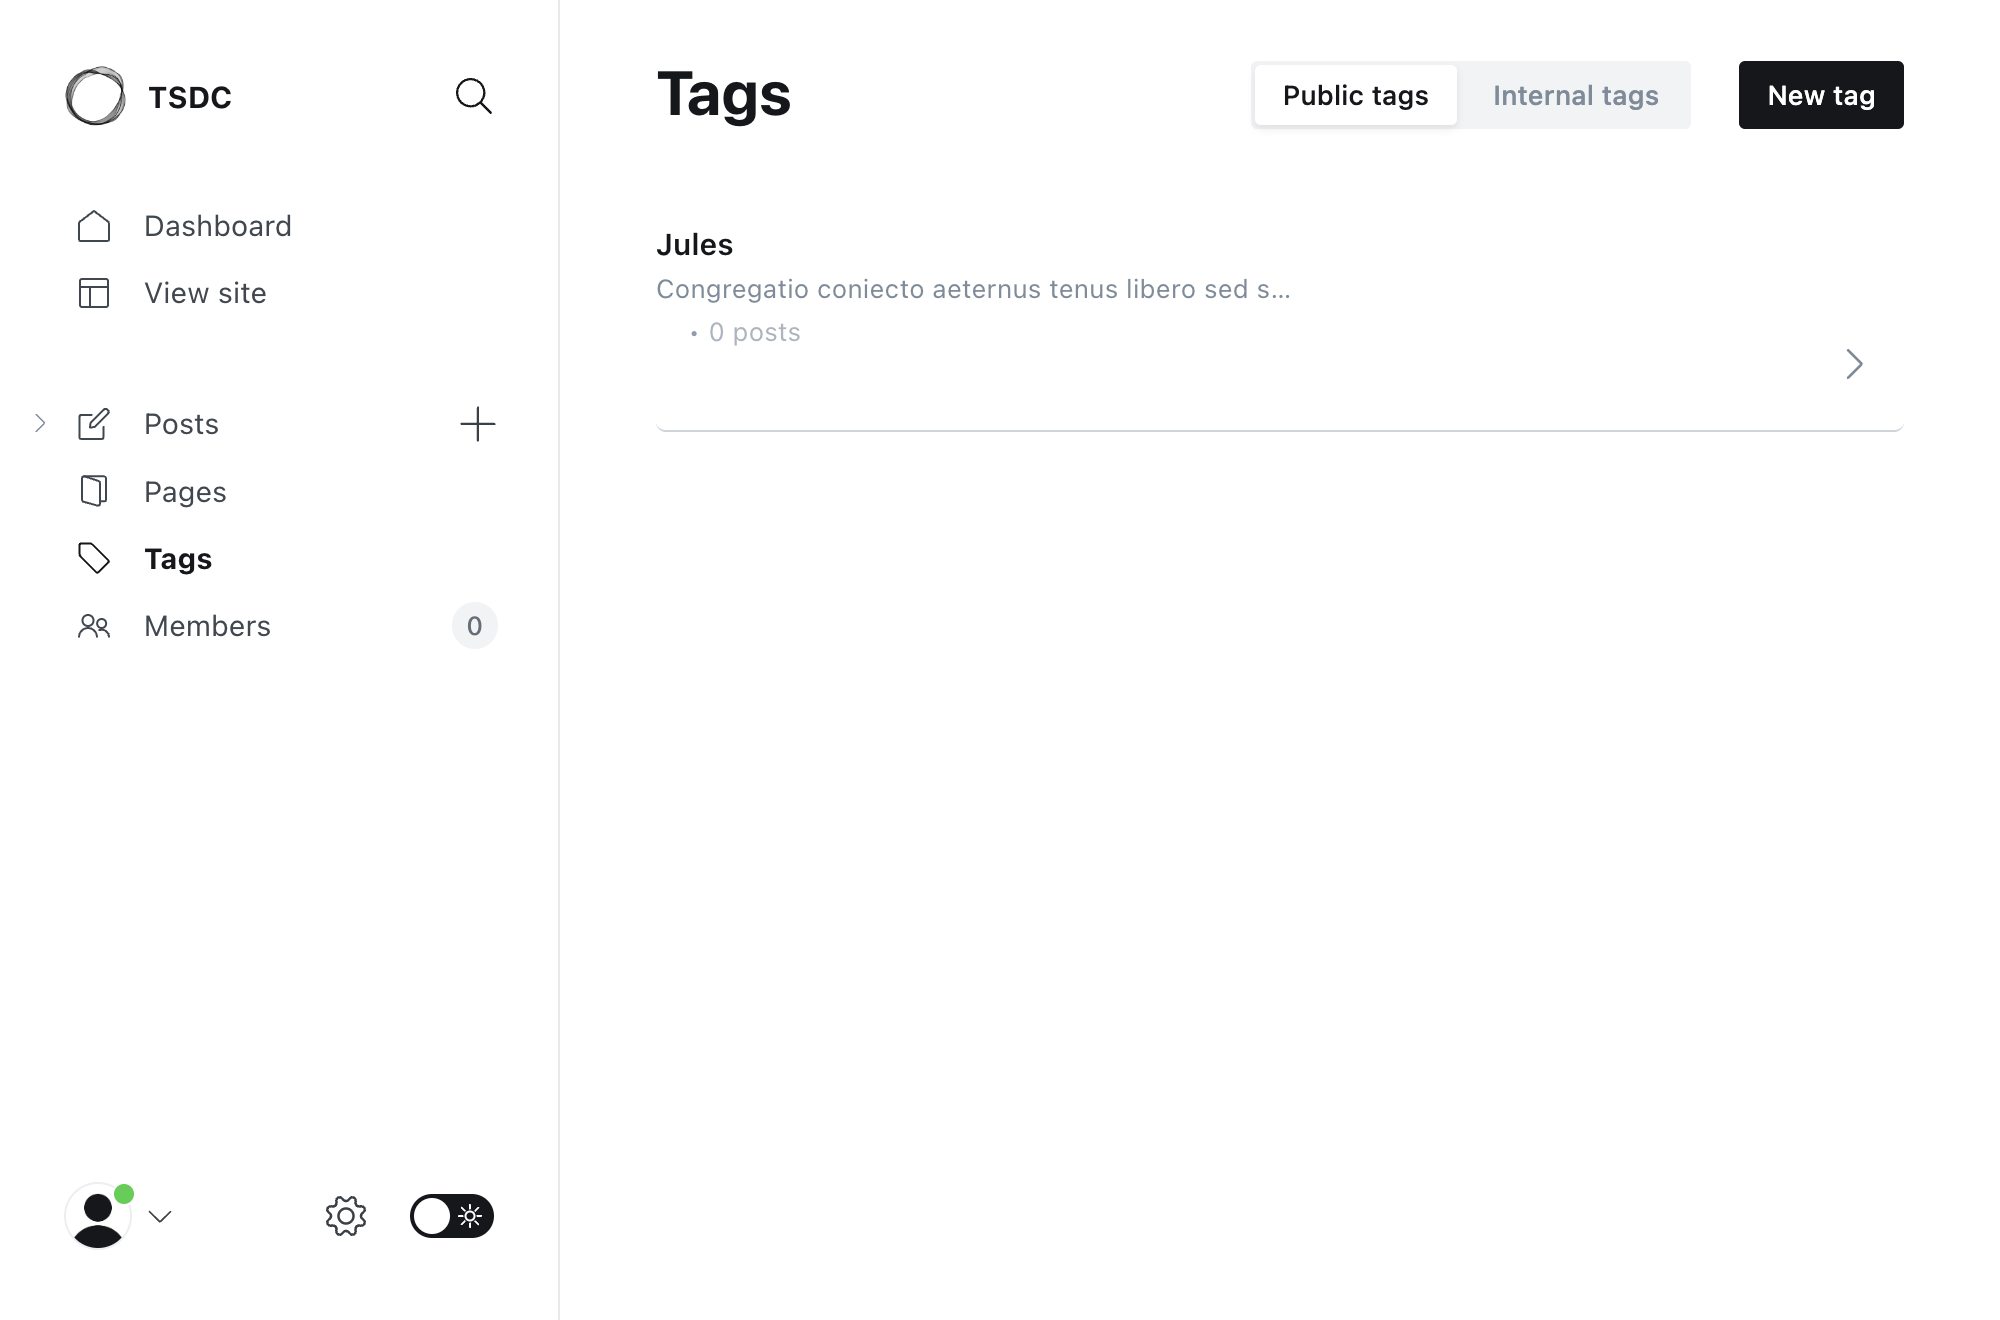 TSDC
Dashboard
View site
Posts
Pages
Tags
Members
0
Tags
Public tags
Internal tags
New tag
Jules
Congregatio coniecto aeternus tenus libero sed s...
• 0 posts